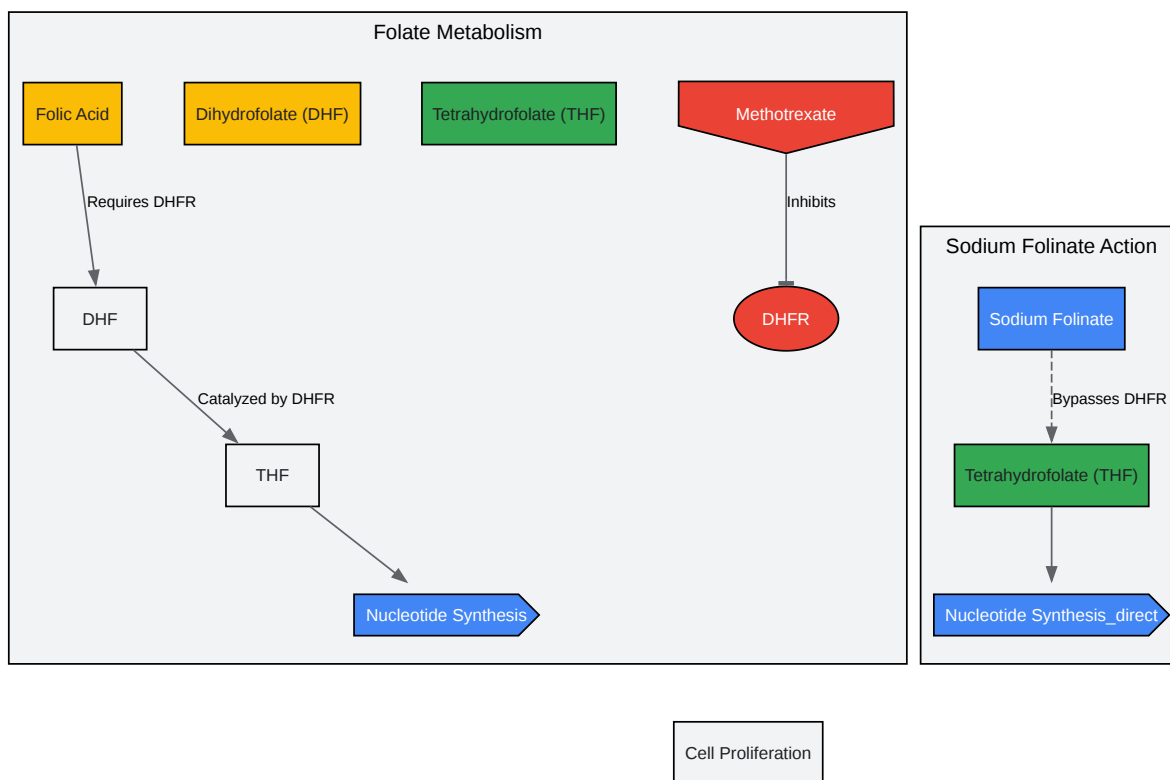 Folate Metabolism
Folic Acid
Dihydrofolate (DHF)
Tetrahydrofolate (THF)
Methotrexate
Requires DHFR
Inhibits
DHF
DHFR
Catalyzed by DHFR
THF
Nucleotide Synthesis
Sodium Folinate Action
Sodium Folinate
Bypasses DHFR
Tetrahydrofolate (THF)
Nucleotide Synthesis_direct
Cell Proliferation